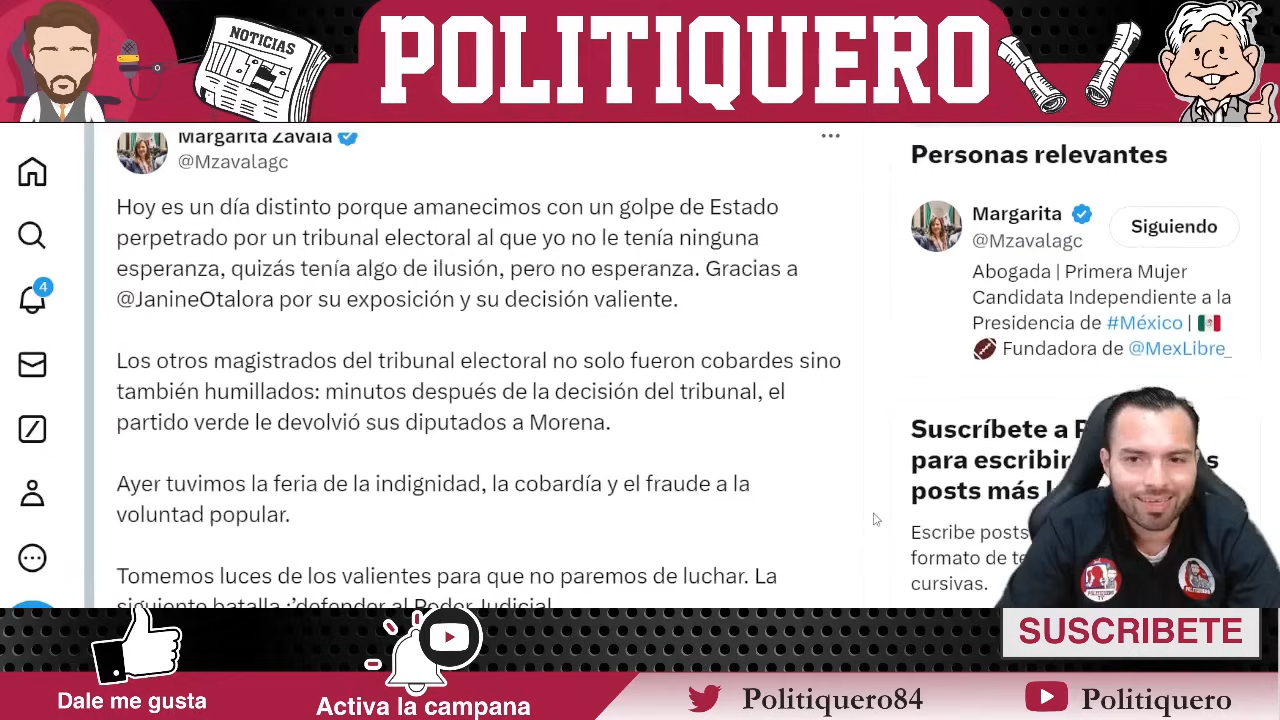 NOTICIAS
POLITIQUERO
Margarita Zavala
@Mzavalagc
Hoy es un día distinto porque amanecimos con un golpe de Estado
perpetrado por un tribunal electoral al que yo no le tenía ninguna
esperanza, quizás tenía algo de ilusión, pero no esperanza. Gracias a
@JanineOtalora por su exposición y su decisión valiente.
Los otros magistrados del tribunal electoral no solo fueron cobardes sino
también humillados: minutos después de la decisión del tribunal, el
partido verde le devolvió sus diputados a Morena.
Ayer tuvimos la feria de la indignidad, la cobardía y el fraude a la
voluntad popular.
Tomemos luces de los valientes para que no paremos de luchar. La
siguiente batalla :’defender al Poder Judicial
4
Personas relevantes
Margarita
@Mzavalagc
Siguiendo
Abogada | Primera Mujer
Candidata Independiente a la
Presidencia de #México |
Fundadora de @MexLibre_
Suscríbete a P
para escribir s
posts más l
Escribe posts
formato de te
cursivas.
SUSCRIBETE
Dale me gusta
Activa la campana
Politiquero84
Politiquero